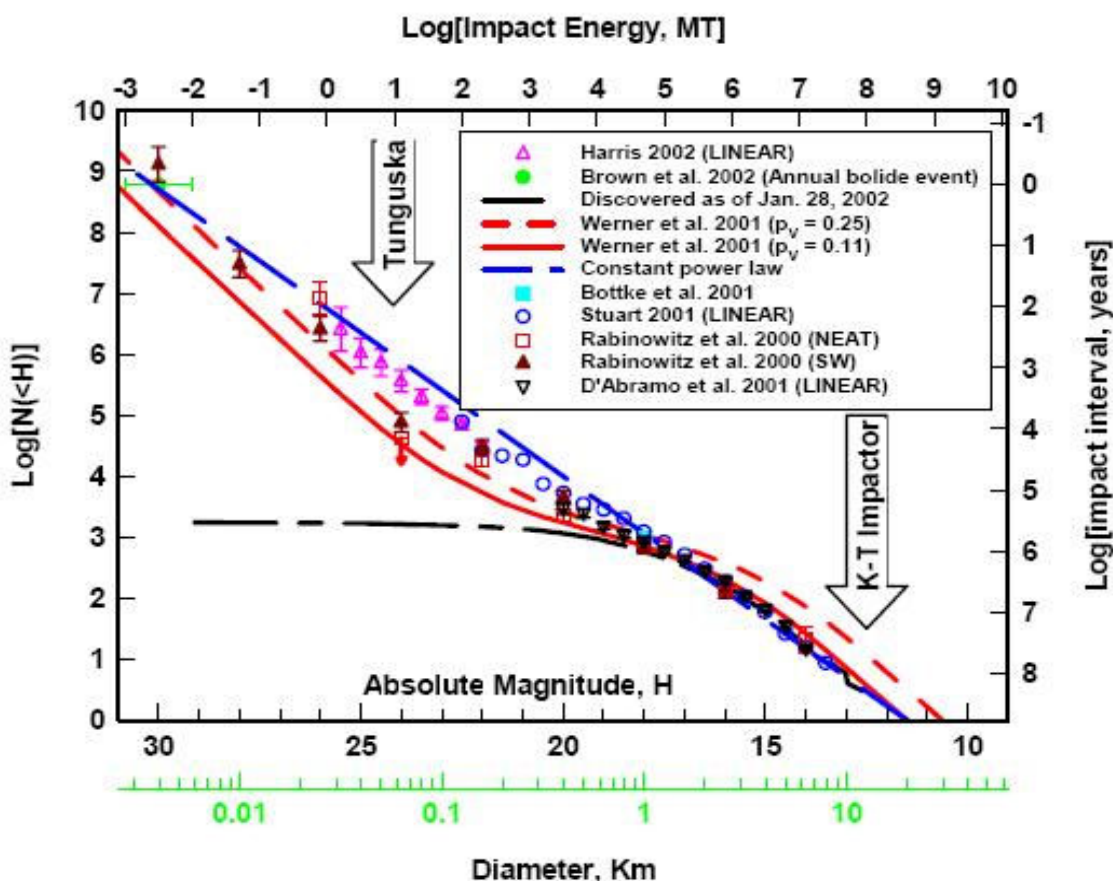 Log[Impact Energy, MT]
-3 -2 -1 0 1 2 3 4 5 6 7 8 9 10
10
9
8
7
6
5
4
3
2
1
0
Log[N(<H)]
-1
0
1
2
3
4
5
6
7
8
Log[impact interval, years]
Tunguska
K-T Impactor
Harris 2002 (LINEAR)
Brown et al. 2002 (Annual bolide event)
Discovered as of Jan. 28, 2002
Werner et al. 2001 (pv = 0.25)
Werner et al. 2001 (pv = 0.11)
Constant power law
Bottke et al. 2001
Stuart 2001 (LINEAR)
Rabinowitz et al. 2000 (NEAT)
Rabinowitz et al. 2000 (SW)
D'Abramo et al. 2001 (LINEAR)
Absolute Magnitude, H
30 25 20 15 10
0.01 0.1 1 10
Diameter, Km